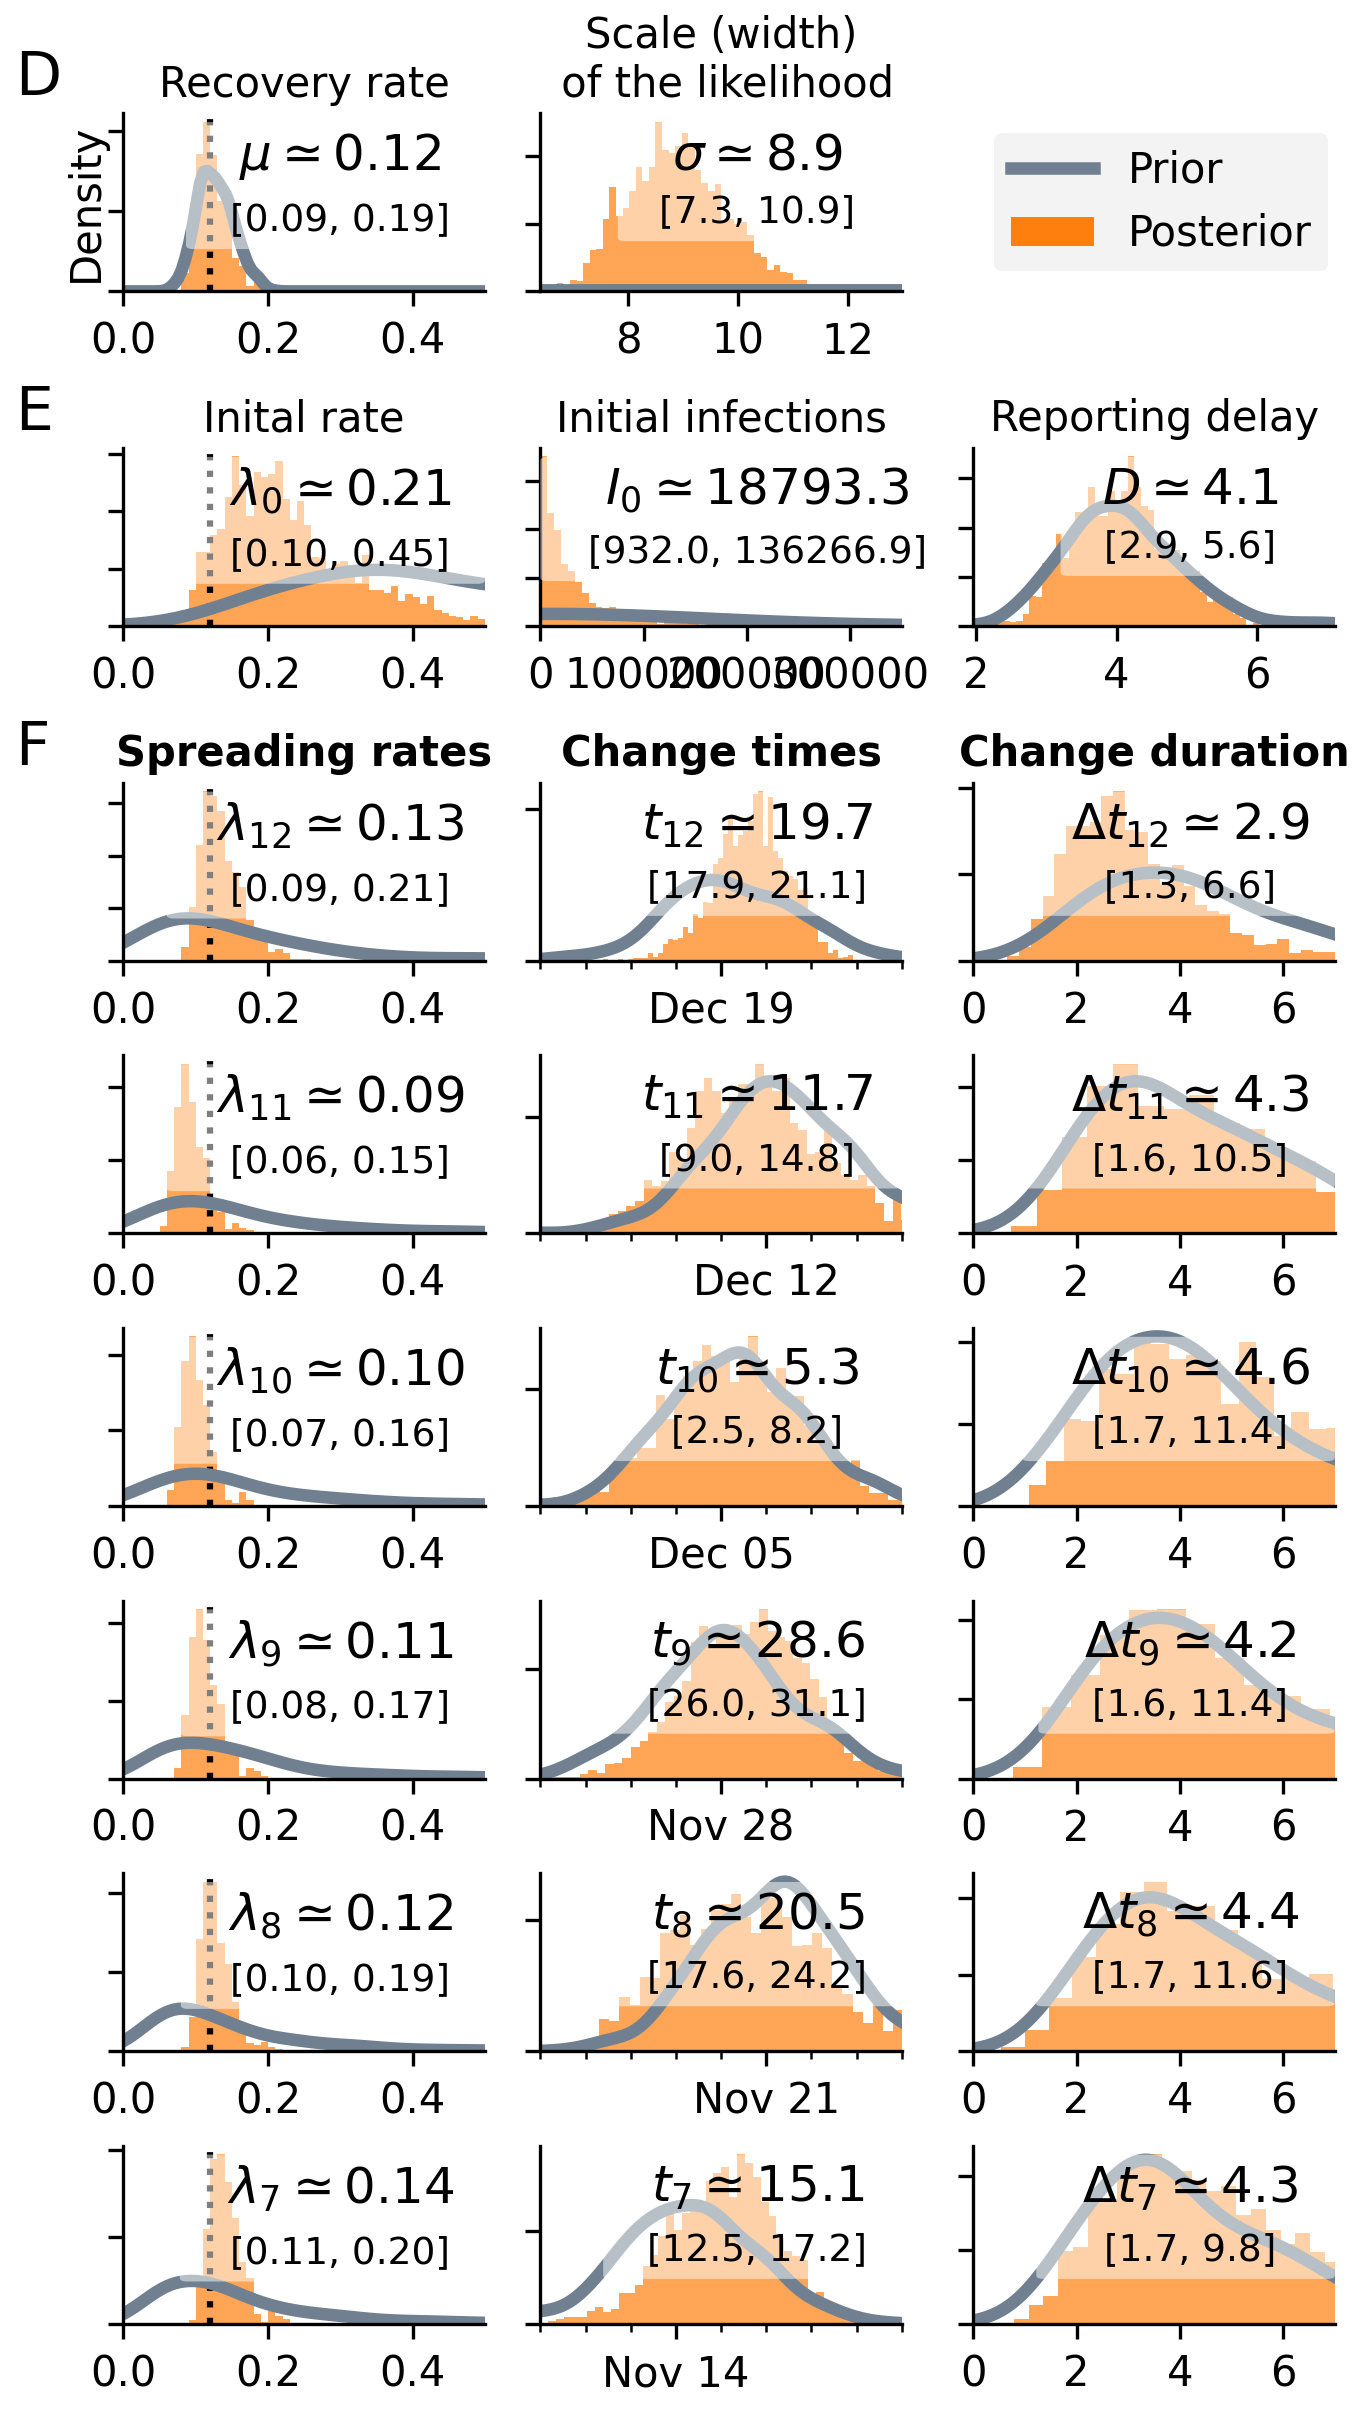 D
Recovery rate
Scale (width)
of the likelihood
Density
μ ≃ 0.12
[0.09, 0.19]
0.0 0.2 0.4
σ ≃ 8.9
[7.3, 10.9]
8 10 12
Prior
Posterior
E
Inital rate
λ0 ≃ 0.21
[0.10, 0.45]
0.0 0.2 0.4
Initial infections
I0 ≃ 18793.3
[932.0, 136266.9]
0 100000 200000 300000
Reporting delay
D ≃ 4.1
[2.9, 5.6]
2 4 6
F
Spreading rates Change times Change duration
λ12 ≃ 0.13 t12 ≃ 19.7 Δt12 ≃ 2.9
[0.09, 0.21] [17.9, 21.1] [1.3, 6.6]
0.0 0.2 0.4 Dec 19 0 2 4 6
λ11 ≃ 0.09 t11 ≃ 11.7 Δt11 ≃ 4.3
[0.06, 0.15] [9.0, 14.8] [1.6, 10.5]
0.0 0.2 0.4 Dec 12 0 2 4 6
λ10 ≃ 0.10 t10 ≃ 5.3 Δt10 ≃ 4.6
[0.07, 0.16] [2.5, 8.2] [1.7, 11.4]
0.0 0.2 0.4 Dec 05 0 2 4 6
λ9 ≃ 0.11 t9 ≃ 28.6 Δt9 ≃ 4.2
[0.08, 0.17] [26.0, 31.1] [1.6, 11.4]
0.0 0.2 0.4 Nov 28 0 2 4 6
λ8 ≃ 0.12 t8 ≃ 20.5 Δt8 ≃ 4.4
[0.10, 0.19] [17.6, 24.2] [1.7, 11.6]
0.0 0.2 0.4 Nov 21 0 2 4 6
λ7 ≃ 0.14 t7 ≃ 15.1 Δt7 ≃ 4.3
[0.11, 0.20] [12.5, 17.2] [1.7, 9.8]
0.0 0.2 0.4 Nov 14 0 2 4 6